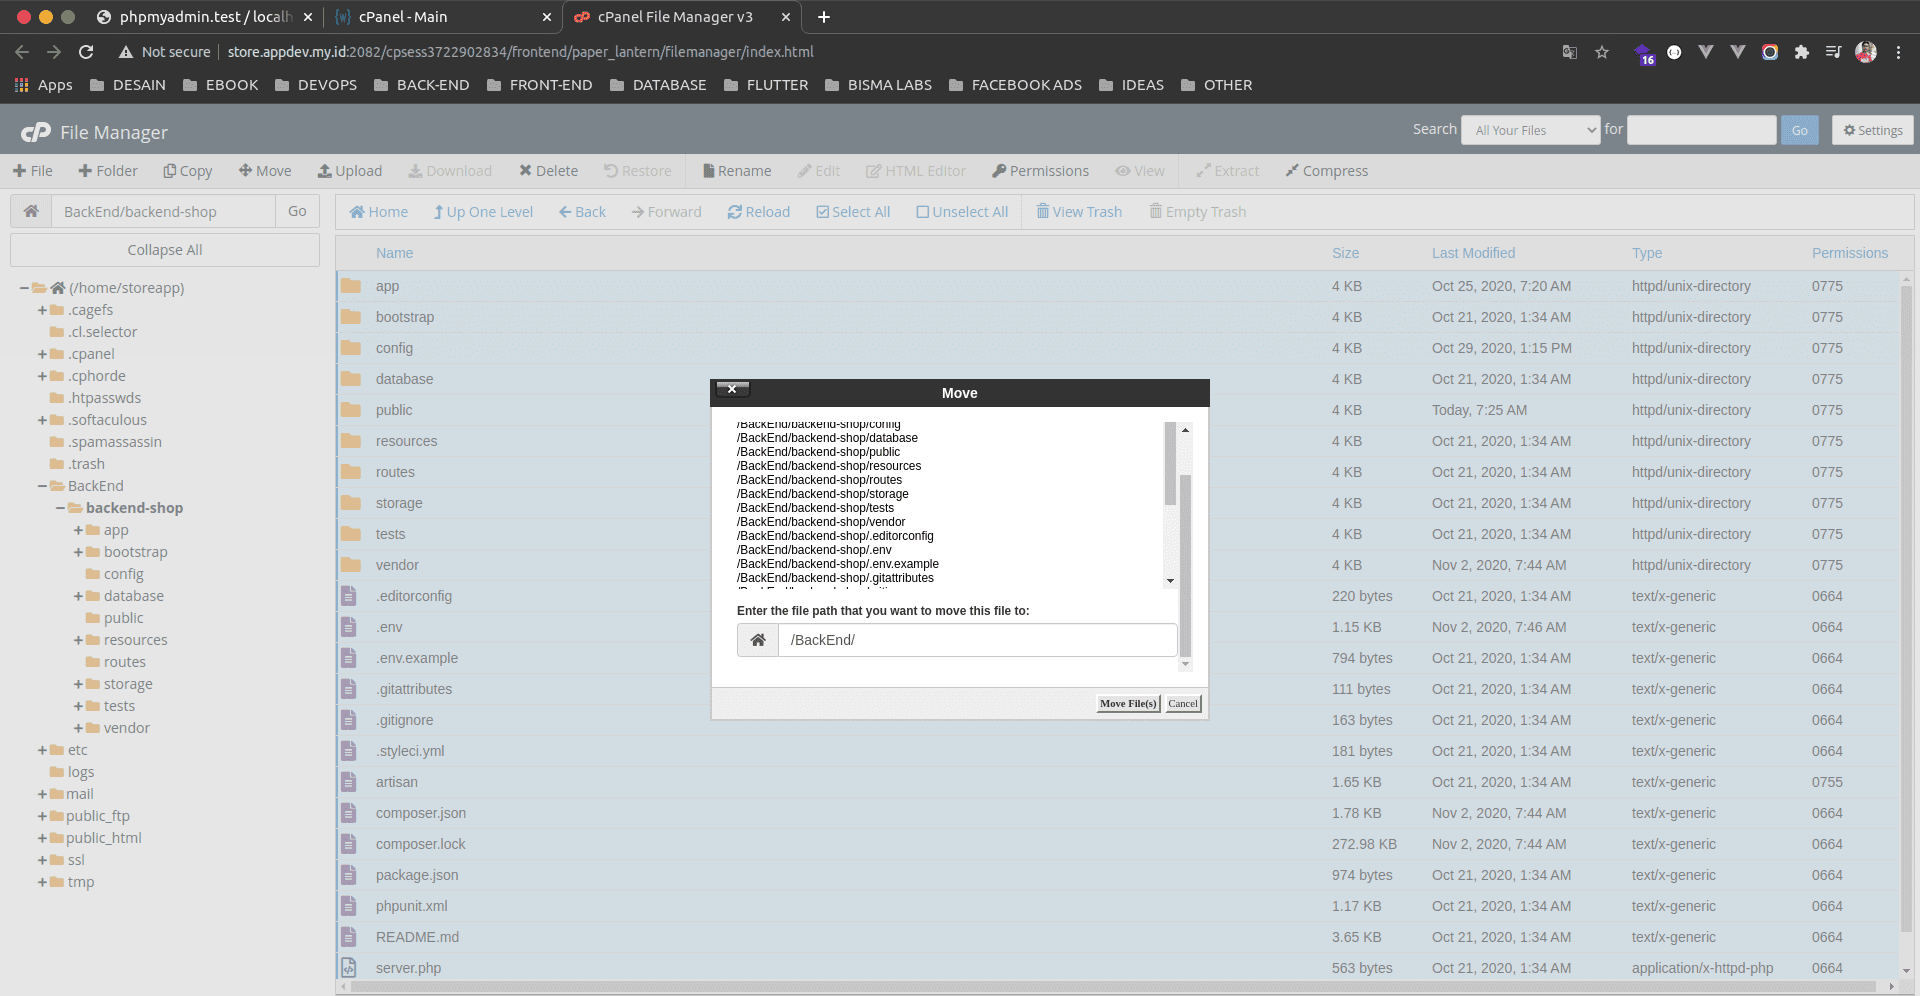 phpmyadmin.test / localh
cPanel - Main
cPanel File Manager v3
Not secure
store.appdev.my.id:2082/cpsess3722902834/frontend/paper_lantern/filemanager/index.html
16
Apps
DESAIN
EBOOK
DEVOPS
BACK-END
FRONT-END
DATABASE
FLUTTER
BISMA LABS
FACEBOOK ADS
IDEAS
OTHER
cP File Manager
Search
All Your Files
for
Go
Settings
File
Folder
Copy
Move
Upload
Download
Delete
Restore
Rename
Edit
HTML Editor
Permissions
View
Extract
Compress
BackEnd/backend-shop
Go
Home
Up One Level
Back
Forward
Reload
Select All
Unselect All
View Trash
Empty Trash
Collapse All
(/home/storeapp)
.cagefs
.cl.selector
.cpanel
.cphorde
.htpasswds
.softaculous
.spamassassin
.trash
BackEnd
backend-shop
app
bootstrap
config
database
public
resources
routes
storage
tests
vendor
etc
logs
mail
public_ftp
public_html
ssl
tmp
Name Size Last Modified Type Permissions
app 4 KB Oct 25, 2020, 7:20 AM httpd/unix-directory 0775
bootstrap 4 KB Oct 21, 2020, 1:34 AM httpd/unix-directory 0775
config 4 KB Oct 29, 2020, 1:15 PM httpd/unix-directory 0775
database 4 KB Oct 21, 2020, 1:34 AM httpd/unix-directory 0775
public 4 KB Today, 7:25 AM httpd/unix-directory 0775
resources 4 KB Oct 21, 2020, 1:34 AM httpd/unix-directory 0775
routes 4 KB Oct 21, 2020, 1:34 AM httpd/unix-directory 0775
storage 4 KB Oct 21, 2020, 1:34 AM httpd/unix-directory 0775
tests 4 KB Oct 21, 2020, 1:34 AM httpd/unix-directory 0775
vendor 4 KB Nov 2, 2020, 7:44 AM httpd/unix-directory 0775
.editorconfig 220 bytes Oct 21, 2020, 1:34 AM text/x-generic 0664
.env 1.15 KB Nov 2, 2020, 7:46 AM text/x-generic 0664
.env.example 794 bytes Oct 21, 2020, 1:34 AM text/x-generic 0664
.gitattributes 111 bytes Oct 21, 2020, 1:34 AM text/x-generic 0664
.gitignore 163 bytes Oct 21, 2020, 1:34 AM text/x-generic 0664
.styleci.yml 181 bytes Oct 21, 2020, 1:34 AM text/x-generic 0664
artisan 1.65 KB Oct 21, 2020, 1:34 AM text/x-generic 0755
composer.json 1.78 KB Nov 2, 2020, 7:44 AM text/x-generic 0664
composer.lock 272.98 KB Nov 2, 2020, 7:44 AM text/x-generic 0664
package.json 974 bytes Oct 21, 2020, 1:34 AM text/x-generic 0664
phpunit.xml 1.17 KB Oct 21, 2020, 1:34 AM text/x-generic 0664
README.md 3.65 KB Oct 21, 2020, 1:34 AM text/x-generic 0664
server.php 563 bytes Oct 21, 2020, 1:34 AM application/x-httpd-php 0664
Move
/BackEnd/backend-shop/config
/BackEnd/backend-shop/database
/BackEnd/backend-shop/public
/BackEnd/backend-shop/resources
/BackEnd/backend-shop/routes
/BackEnd/backend-shop/storage
/BackEnd/backend-shop/tests
/BackEnd/backend-shop/vendor
/BackEnd/backend-shop/.editorconfig
/BackEnd/backend-shop/.env
/BackEnd/backend-shop/.env.example
/BackEnd/backend-shop/.gitattributes
Enter the file path that you want to move this file to:
/BackEnd/
Move File(s)
Cancel